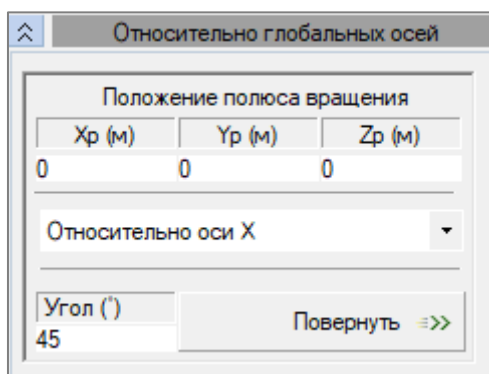 Относительно глобальных осей
Положение полюса вращения
Xp (м) Yp (м) Zp (м)
0 0 0
Относительно оси X
Угол (°)
45
Повернуть